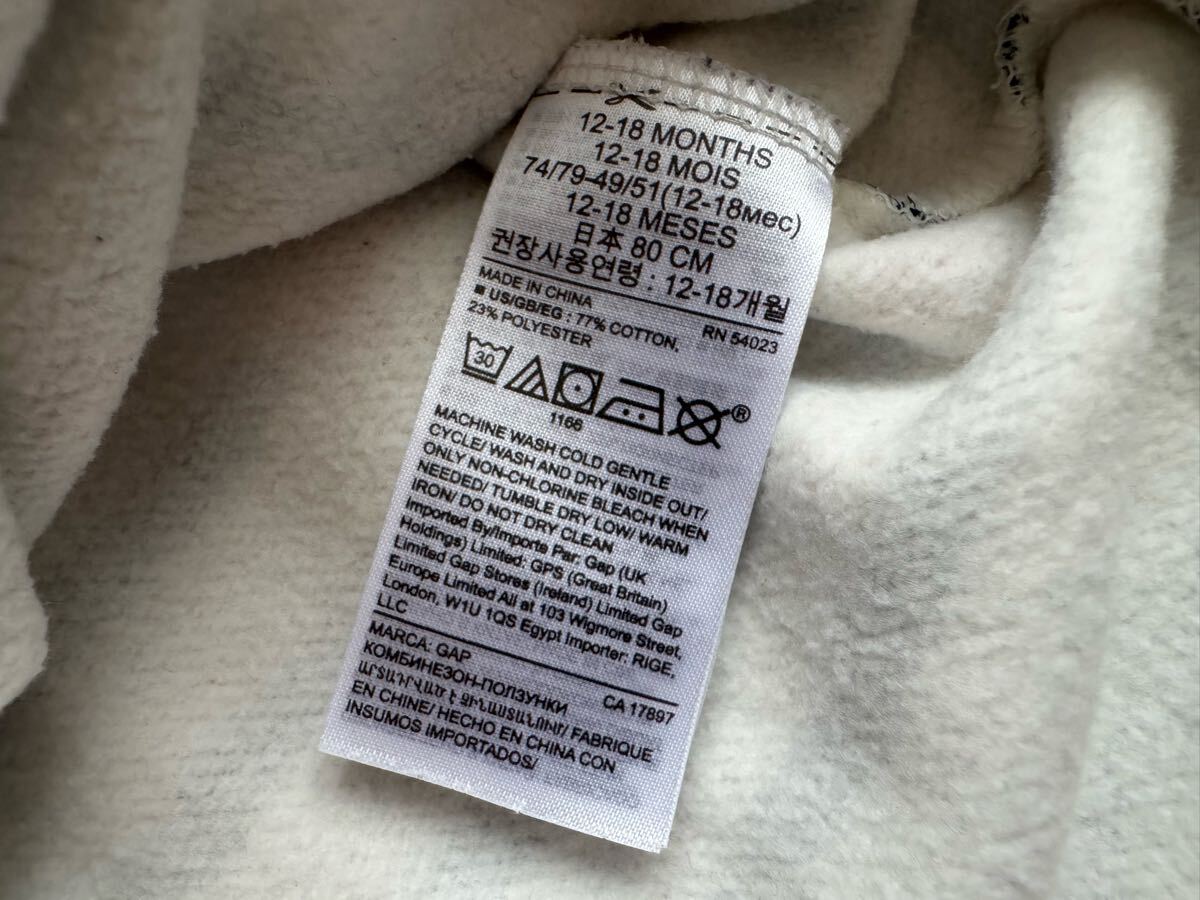 12-18 MONTHS
12-18 MOIS
74/79-49/51(12-18мес)
12-18 MESES
日本 80 CM
권장사용연령 : 12-18개월
MADE IN CHINA
RN 54023
■ US/GB/EG : 77% COTTON,
23% POLYESTER
30
®
1166
MACHINE WASH COLD GENTLE
CYCLE/ WASH AND DRY INSIDE OUT/
ONLY NON-CHLORINE BLEACH WHEN
NEEDED/ TUMBLE DRY LOW/ WARM
IRON/ DO NOT DRY CLEAN
Imported By/Imports Par: Gap (UK
Holdings) Limited: GPS (Great Britain)
Limited Gap Stores (Ireland) Limited Gap
Europe Limited All at 103 Wigmore Street,
London, W1U 1QS Egypt Importer: RIGE,
LLC
MARCA: GAP
CA 17897
КОМБИНЕЗОН-ПОЛЗУНКИ
ԱՐՏԱԴՐՎԱԾ Է ՉԻՆԱՍՏԱՆՈՒՄ/ FABRIQUE
EN CHINE/ HECHO EN CHINA CON
INSUMOS IMPORTADOS/